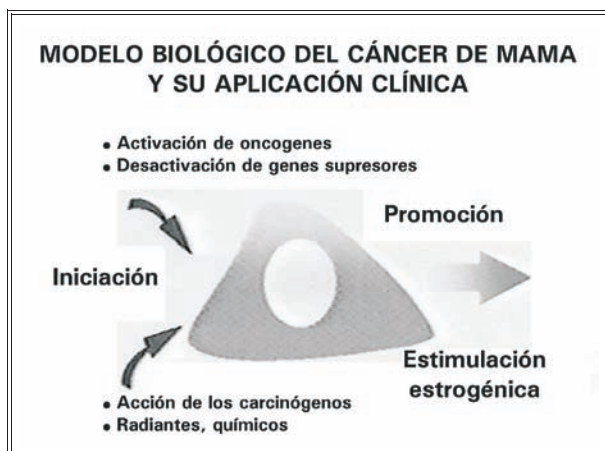 MODELO BIOLÓGICO DEL CÁNCER DE MAMA
Y SU APLICACIÓN CLÍNICA
• Activación de oncogenes
• Desactivación de genes supresores
Promoción
Iniciación
Estimulación
estrogénica
• Acción de los carcinógenos
• Radiantes, químicos